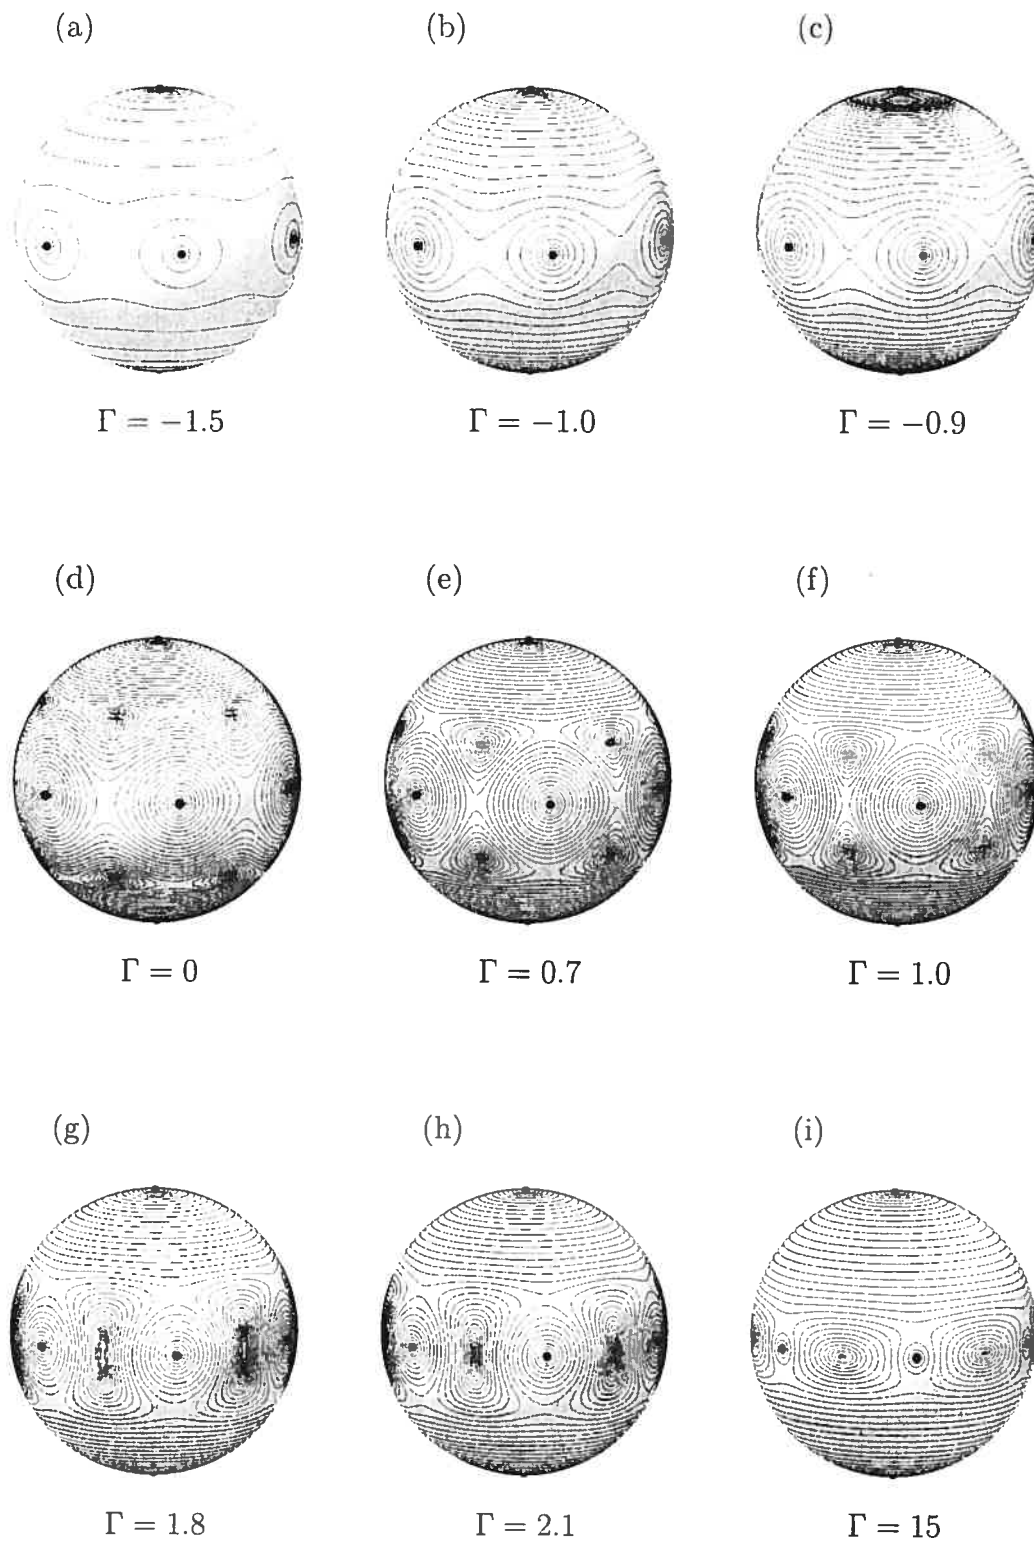 (a) (b) (c)
Γ = −1.5 Γ = −1.0 Γ = −0.9
(d) (e) (f)
Γ = 0 Γ = 0.7 Γ = 1.0
(g) (h) (i)
Γ = 1.8 Γ = 2.1 Γ = 15